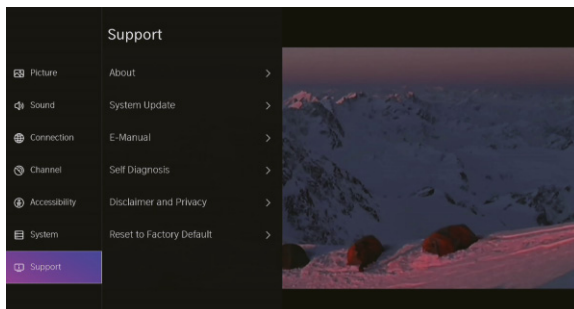 Support
Picture
Sound
Connection
Channel
Accessibility
System
Support
About
System Update
E-Manual
Self Diagnosis
Disclaimer and Privacy
Reset to Factory Default